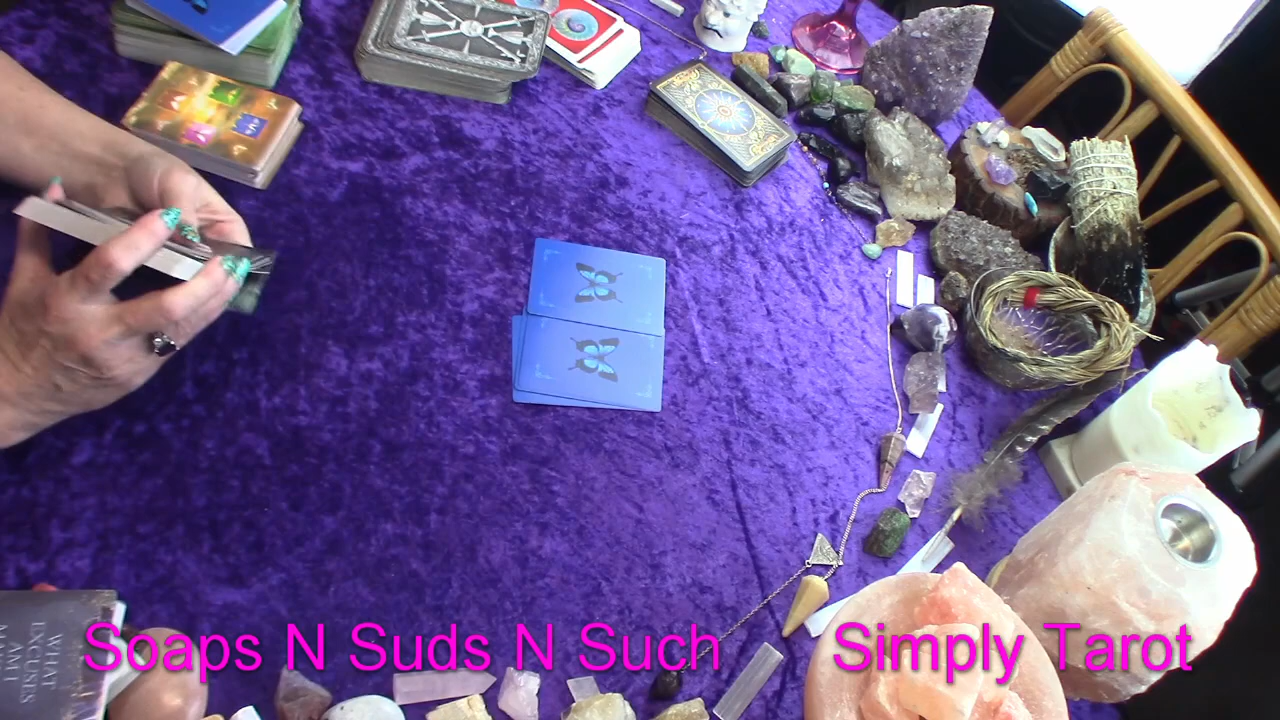 WHAT
EXCUSES
AM I
Soaps N Suds N Such
Simply Tarot